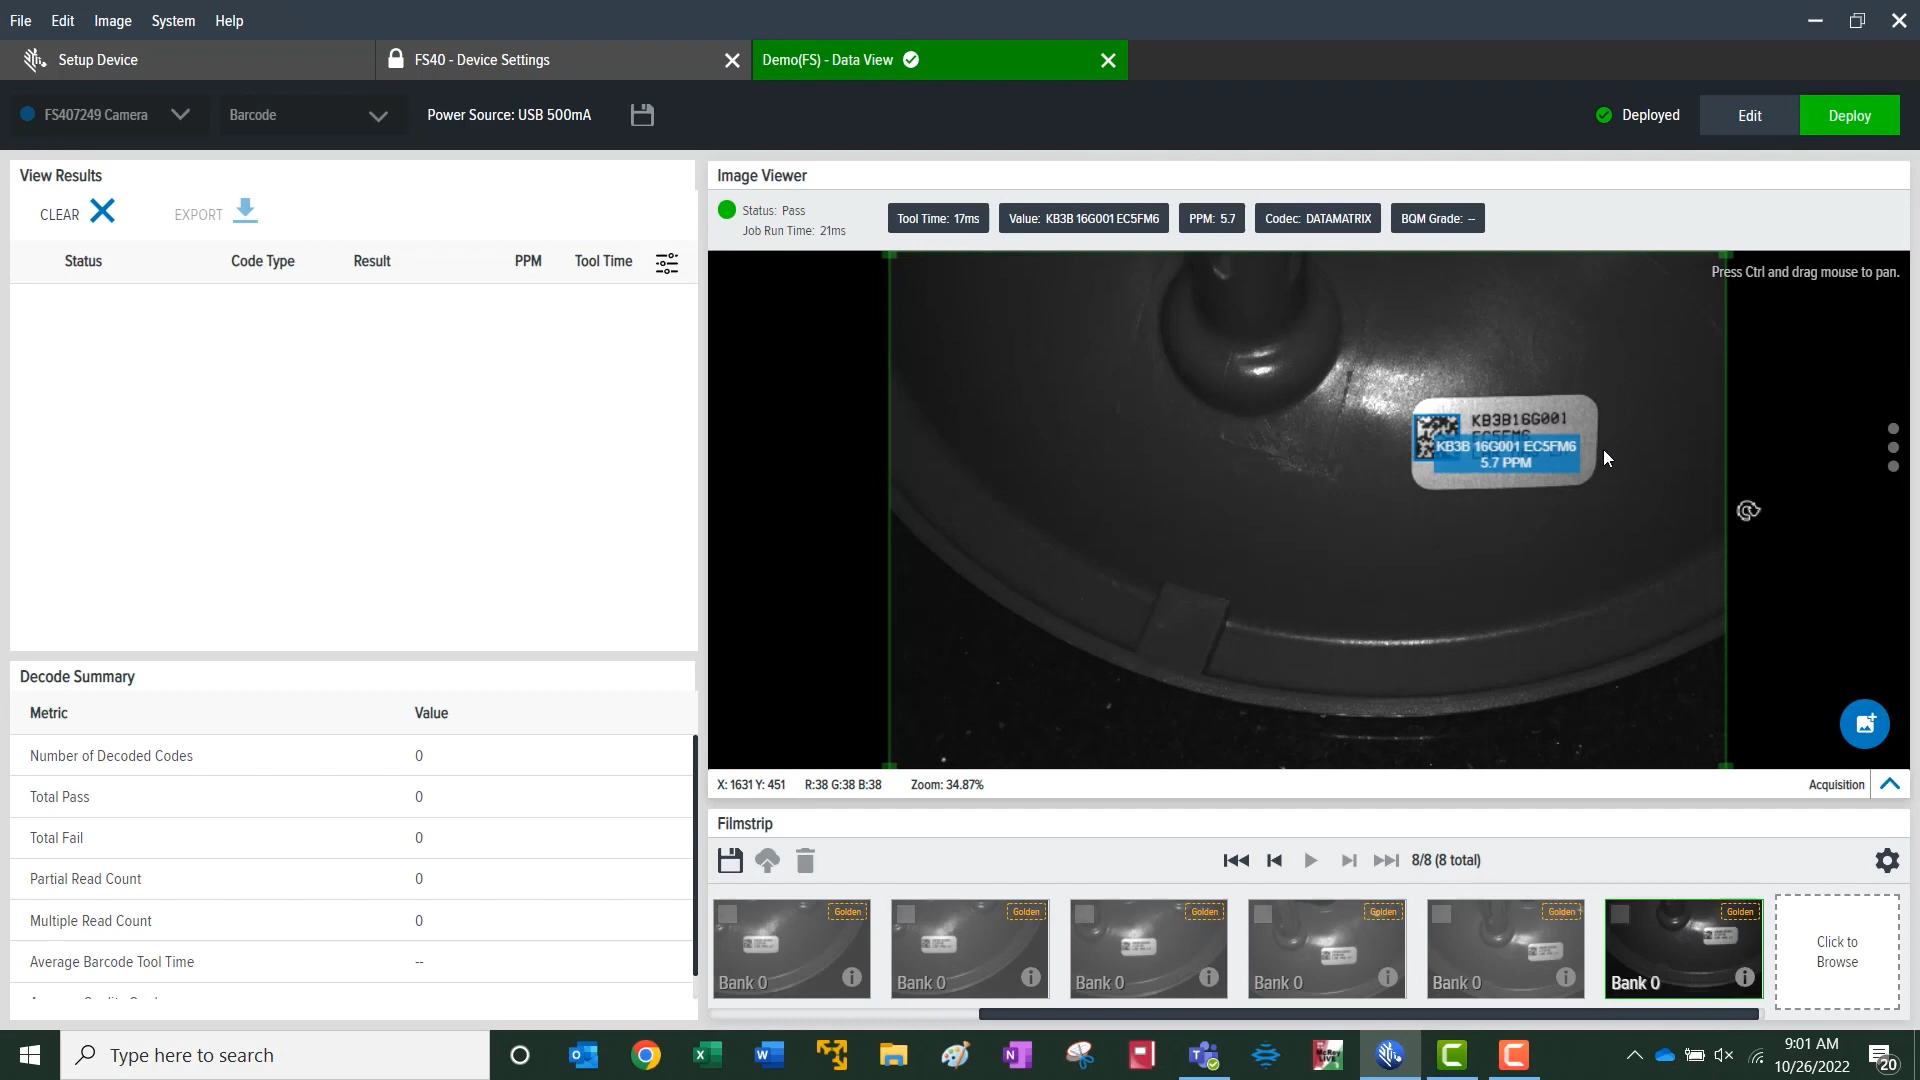 File Edit Image System Help
Setup Device
FS40 - Device Settings
Demo(FS) - Data View
FS407249 Camera
Barcode
Power Source: USB 500mA
Deployed
Edit
Deploy
View Results
CLEAR
EXPORT
Status Code Type Result PPM Tool Time
Decode Summary
Metric Value
Number of Decoded Codes 0
Total Pass 0
Total Fail 0
Partial Read Count 0
Multiple Read Count 0
Average Barcode Tool Time --
Image Viewer
Status: Pass
Job Run Time: 21ms
Tool Time: 17ms
Value: KB3B 16G001 EC5FM6
PPM: 5.7
Codec: DATAMATRIX
BQM Grade: --
Press Ctrl and drag mouse to pan.
KB3B16G001
KB3B 16G001 EC5FM6
5.7 PPM
X: 1631 Y: 451 R:38 G:38 B:38 Zoom: 34.87%
Acquisition
Filmstrip
8/8 (8 total)
Golden Golden Golden Golden Golden Golden
Bank 0 Bank 0 Bank 0 Bank 0 Bank 0 Bank 0
Click to
Browse
Type here to search
9:01 AM
10/26/2022
20